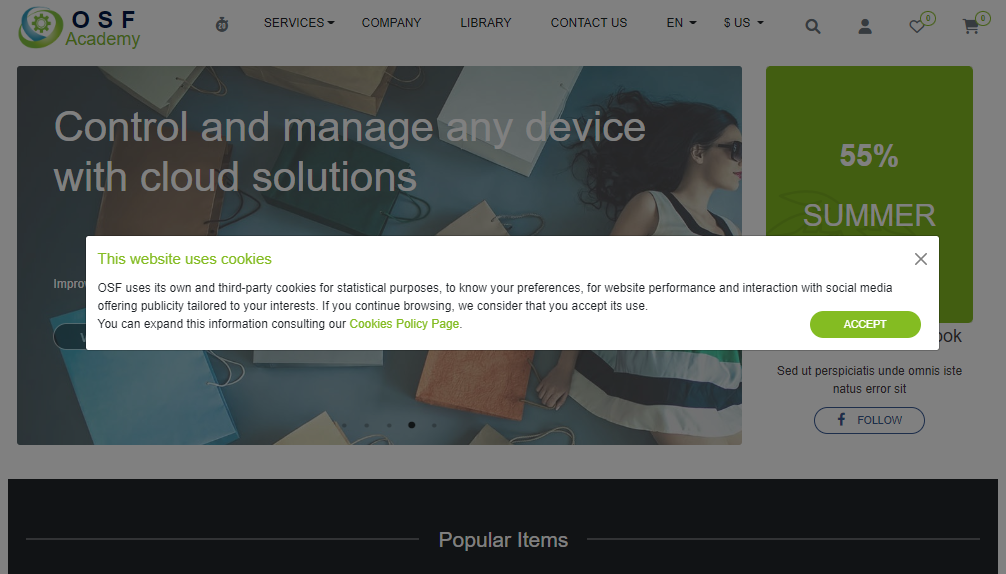 OSF
Academy
SERVICES
COMPANY
LIBRARY
CONTACT US
EN
$ US
0
0
Control and manage any device
with cloud solutions
55%
SUMMER
This website uses cookies
OSF uses its own and third-party cookies for statistical purposes, to know your preferences, for website performance and interaction with social media
offering publicity tailored to your interests. If you continue browsing, we consider that you accept its use.
You can expand this information consulting our Cookies Policy Page.
ACCEPT
Sed ut perspiciatis unde omnis iste
natus error sit
FOLLOW
Popular Items